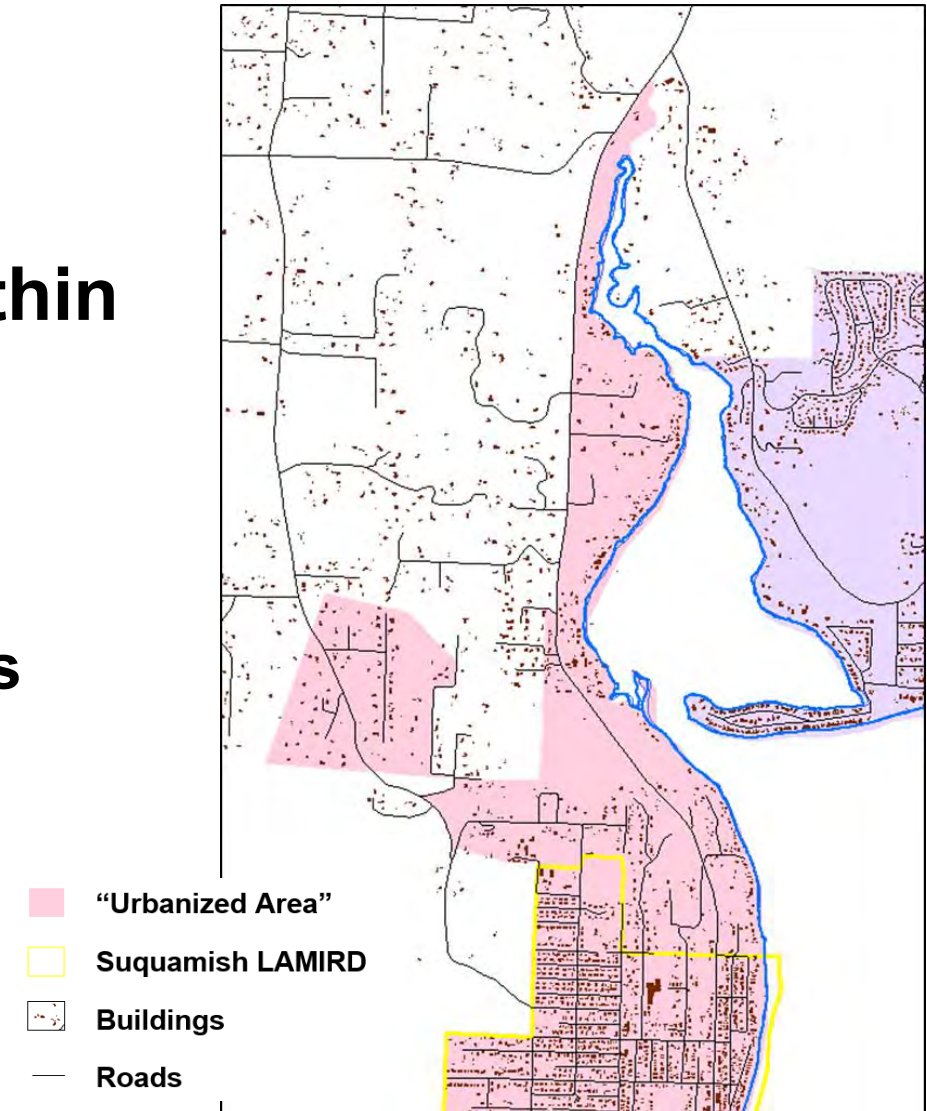 thin
s
“Urbanized Area”
Suquamish LAMIRD
Buildings
Roads